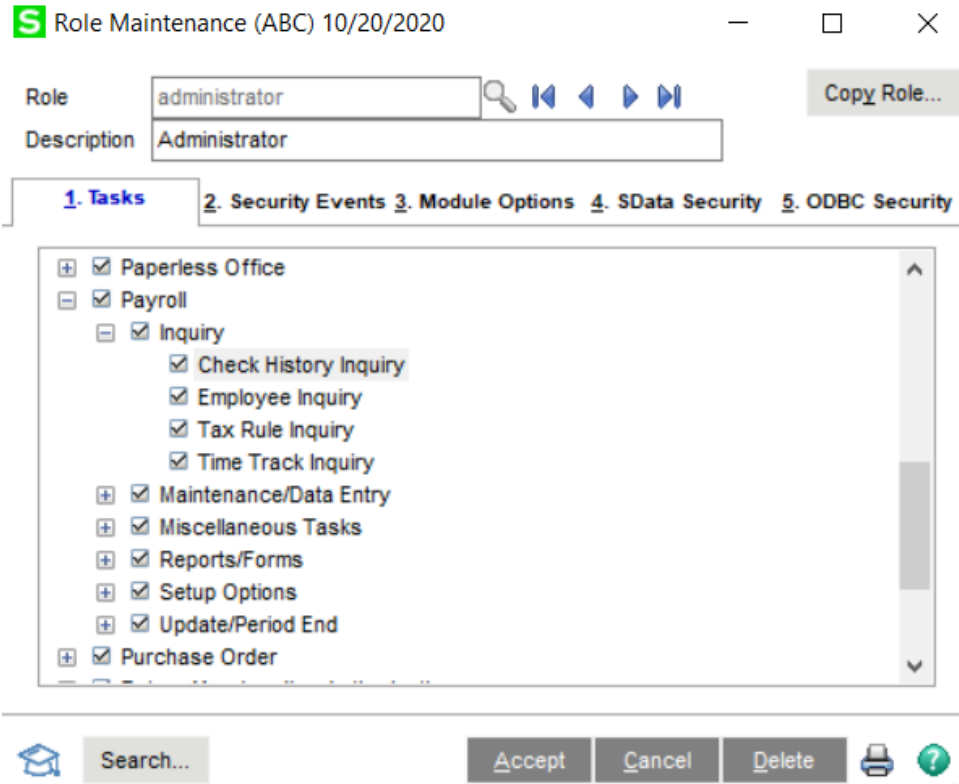 S Role Maintenance (ABC) 10/20/2020
Role administrator Copy Role...
Description Administrator
1. Tasks 2. Security Events 3. Module Options 4. SData Security 5. ODBC Security
Paperless Office
Payroll
Inquiry
Check History Inquiry
Employee Inquiry
Tax Rule Inquiry
Time Track Inquiry
Maintenance/Data Entry
Miscellaneous Tasks
Reports/Forms
Setup Options
Update/Period End
Purchase Order
Search... Accept Cancel Delete ?